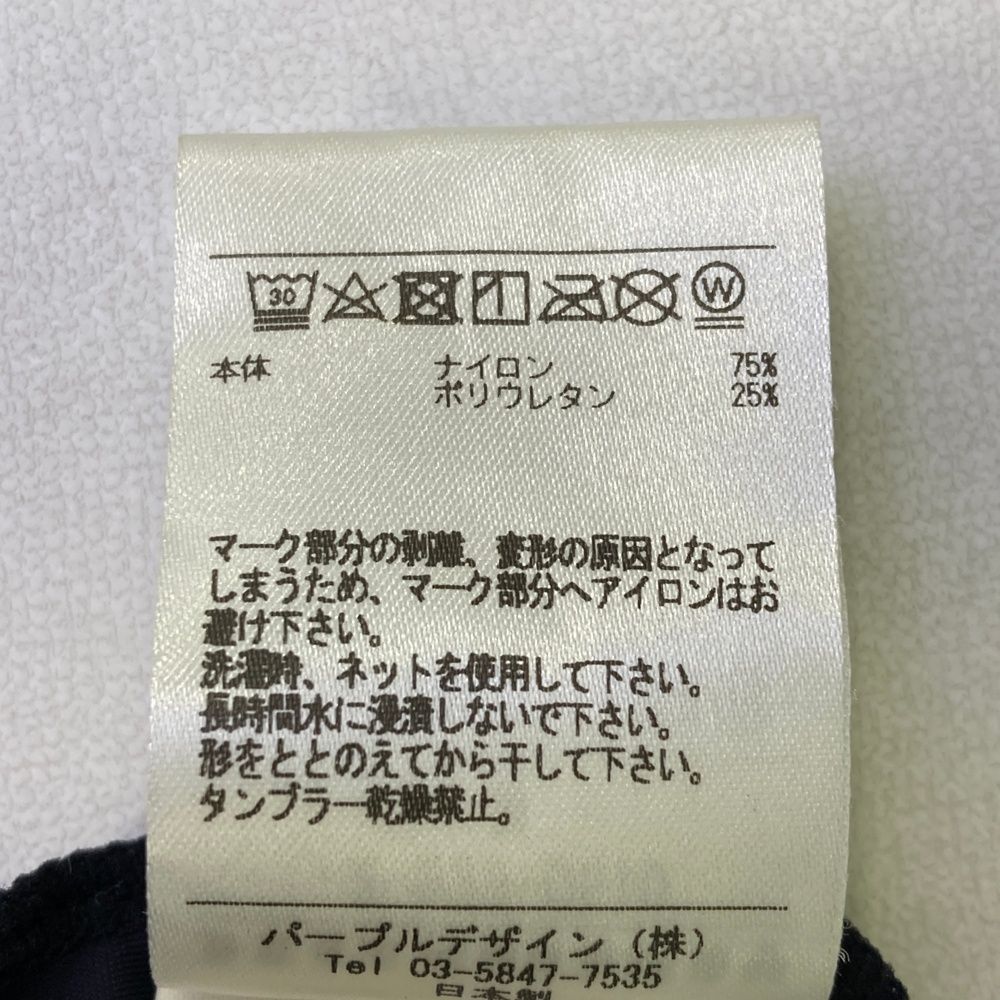 30 W
本体 ナイロン 75%
ポリウレタン 25%
マーク部分の剥離、変形の原因となって
しまうため、マーク部分へアイロンはお
避け下さい。
洗濯時、ネットを使用して下さい。
長時間水に浸漬しないで下さい。
形をととのえてから干して下さい。
タンブラー乾燥禁止。
パープルデザイン(株)
Tel 03-5847-7535
日本製